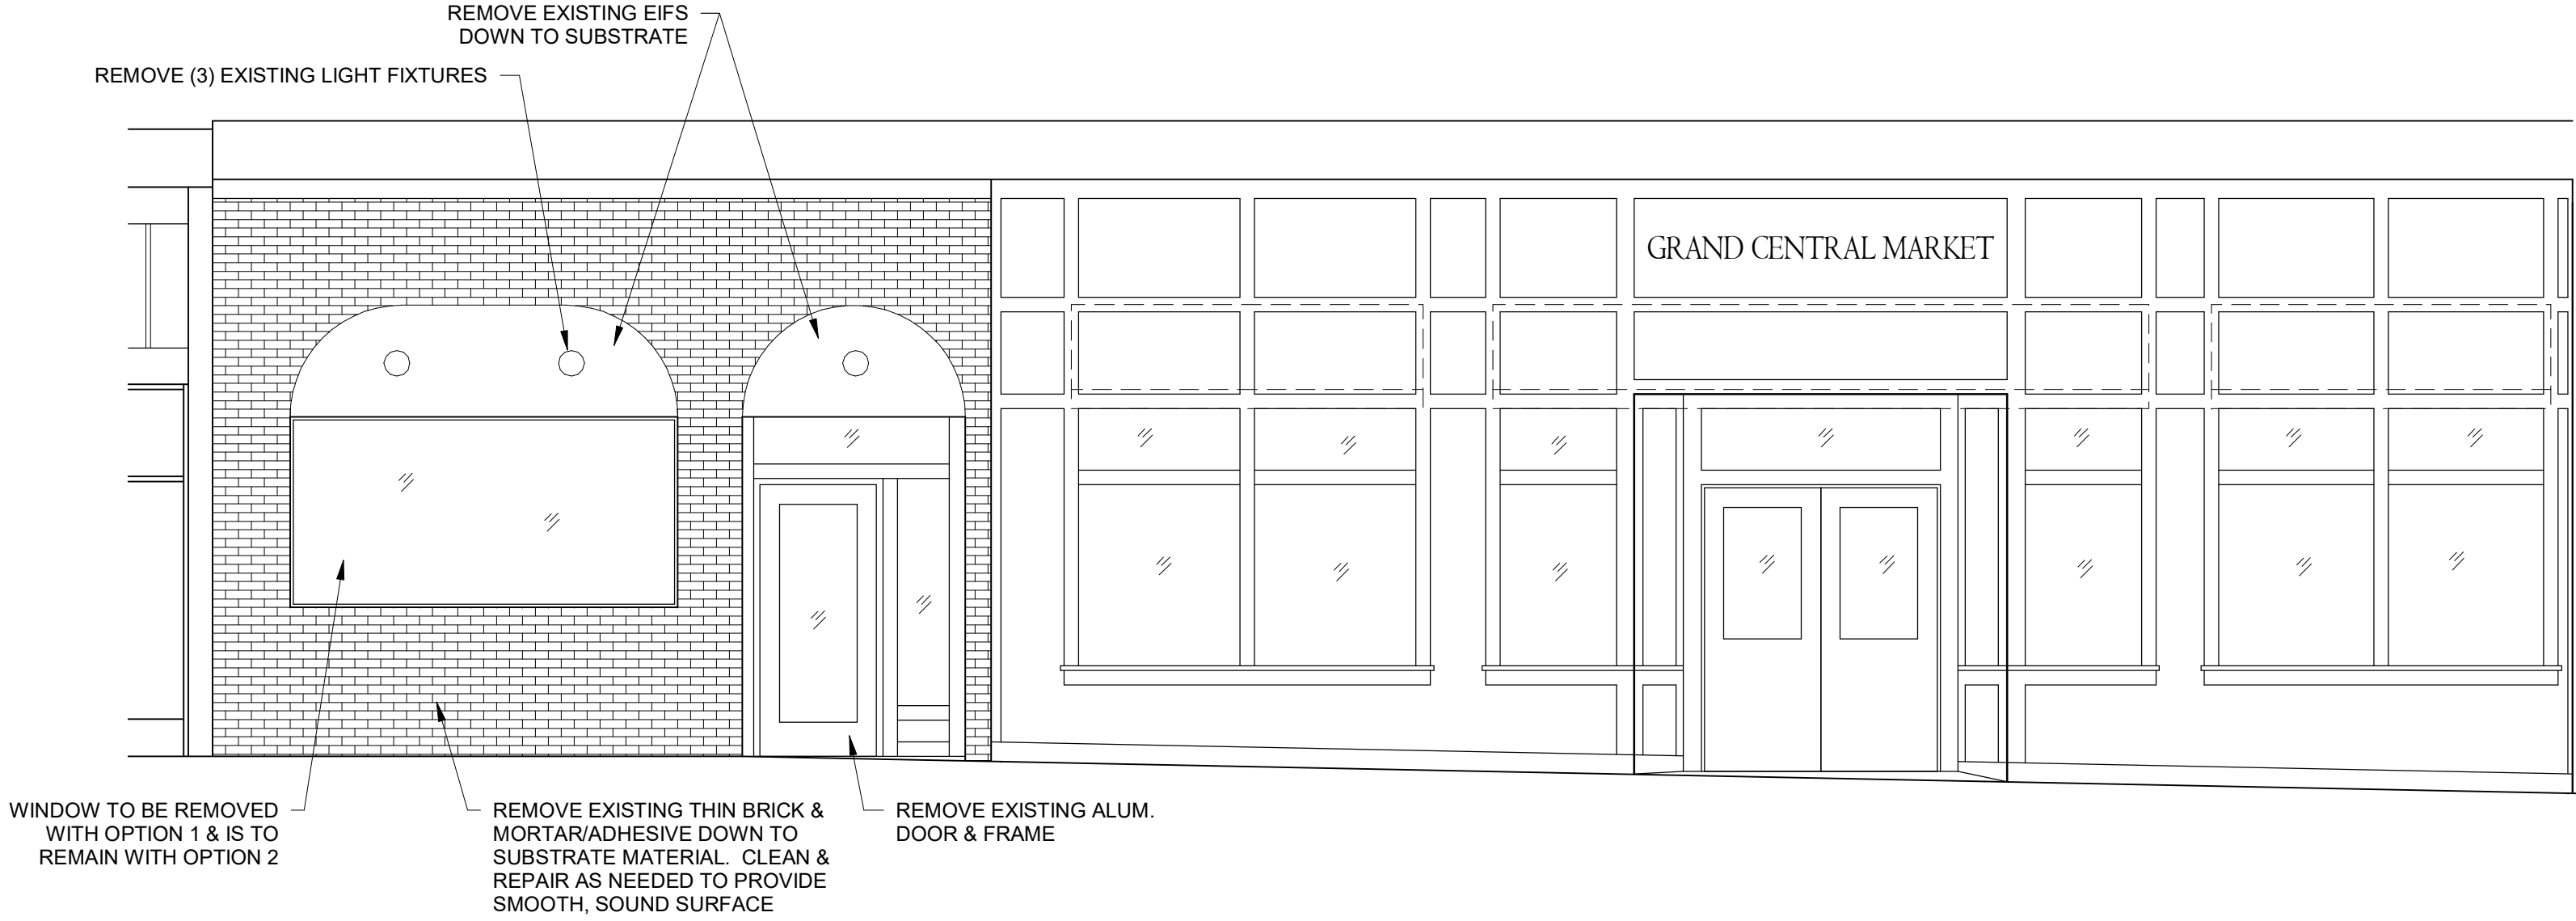 REMOVE EXISTING EIFS
DOWN TO SUBSTRATE
REMOVE (3) EXISTING LIGHT FIXTURES
GRAND CENTRAL MARKET
WINDOW TO BE REMOVED
WITH OPTION 1 & IS TO
REMAIN WITH OPTION 2
REMOVE EXISTING THIN BRICK &
MORTAR/ADHESIVE DOWN TO
SUBSTRATE MATERIAL.  CLEAN &
REPAIR AS NEEDED TO PROVIDE
SMOOTH, SOUND SURFACE
REMOVE EXISTING ALUM.
DOOR & FRAME